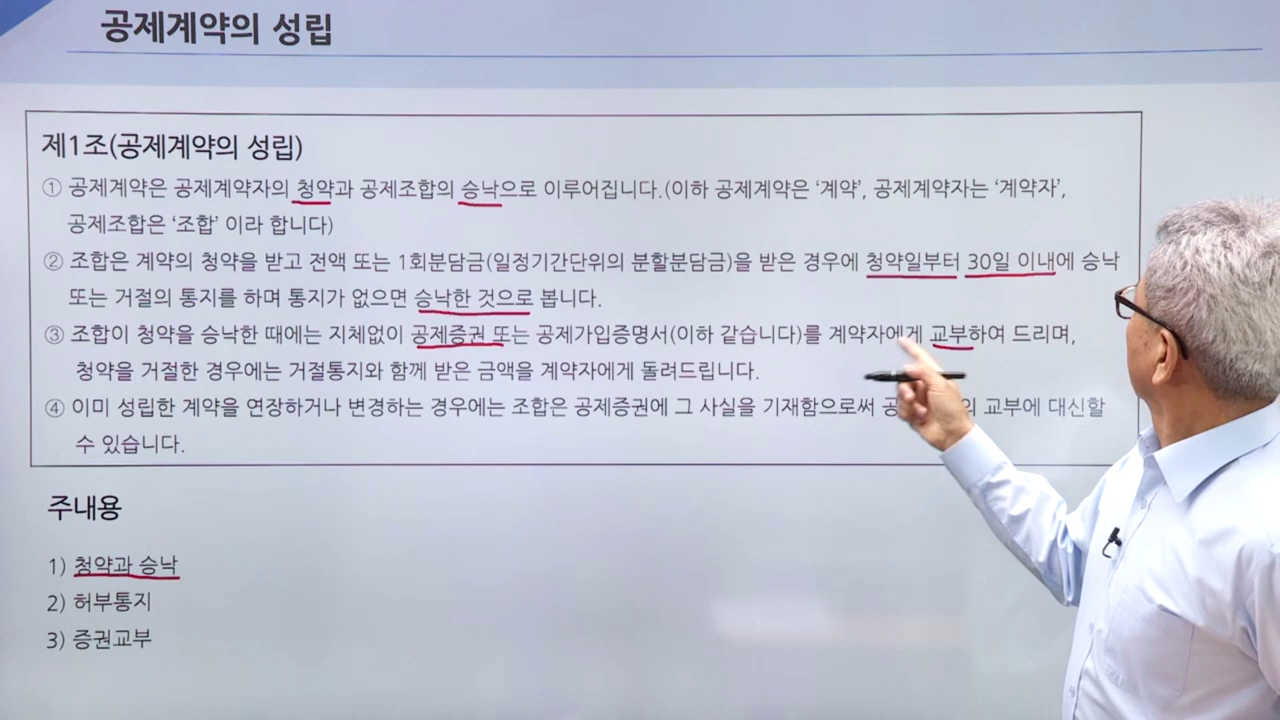 공제계약의 성립
제1조(공제계약의 성립)
① 공제계약은 공제계약자의 청약과 공제조합의 승낙으로 이루어집니다.(이하 공제계약은 ‘계약’, 공제계약자는 ‘계약자’,
공제조합은 ‘조합’ 이라 합니다)
② 조합은 계약의 청약을 받고 전액 또는 1회분담금(일정기간단위의 분할분담금)을 받은 경우에 청약일부터 30일 이내에 승낙
또는 거절의 통지를 하며 통지가 없으면 승낙한 것으로 봅니다.
③ 조합이 청약을 승낙한 때에는 지체없이 공제증권 또는 공제가입증명서(이하 같습니다)를 계약자에게 교부하여 드리며,
청약을 거절한 경우에는 거절통지와 함께 받은 금액을 계약자에게 돌려드립니다.
④ 이미 성립한 계약을 연장하거나 변경하는 경우에는 조합은 공제증권에 그 사실을 기재함으로써 교부에 대신할
수 있습니다.
주내용
1) 청약과 승낙
2) 허부통지
3) 증권교부